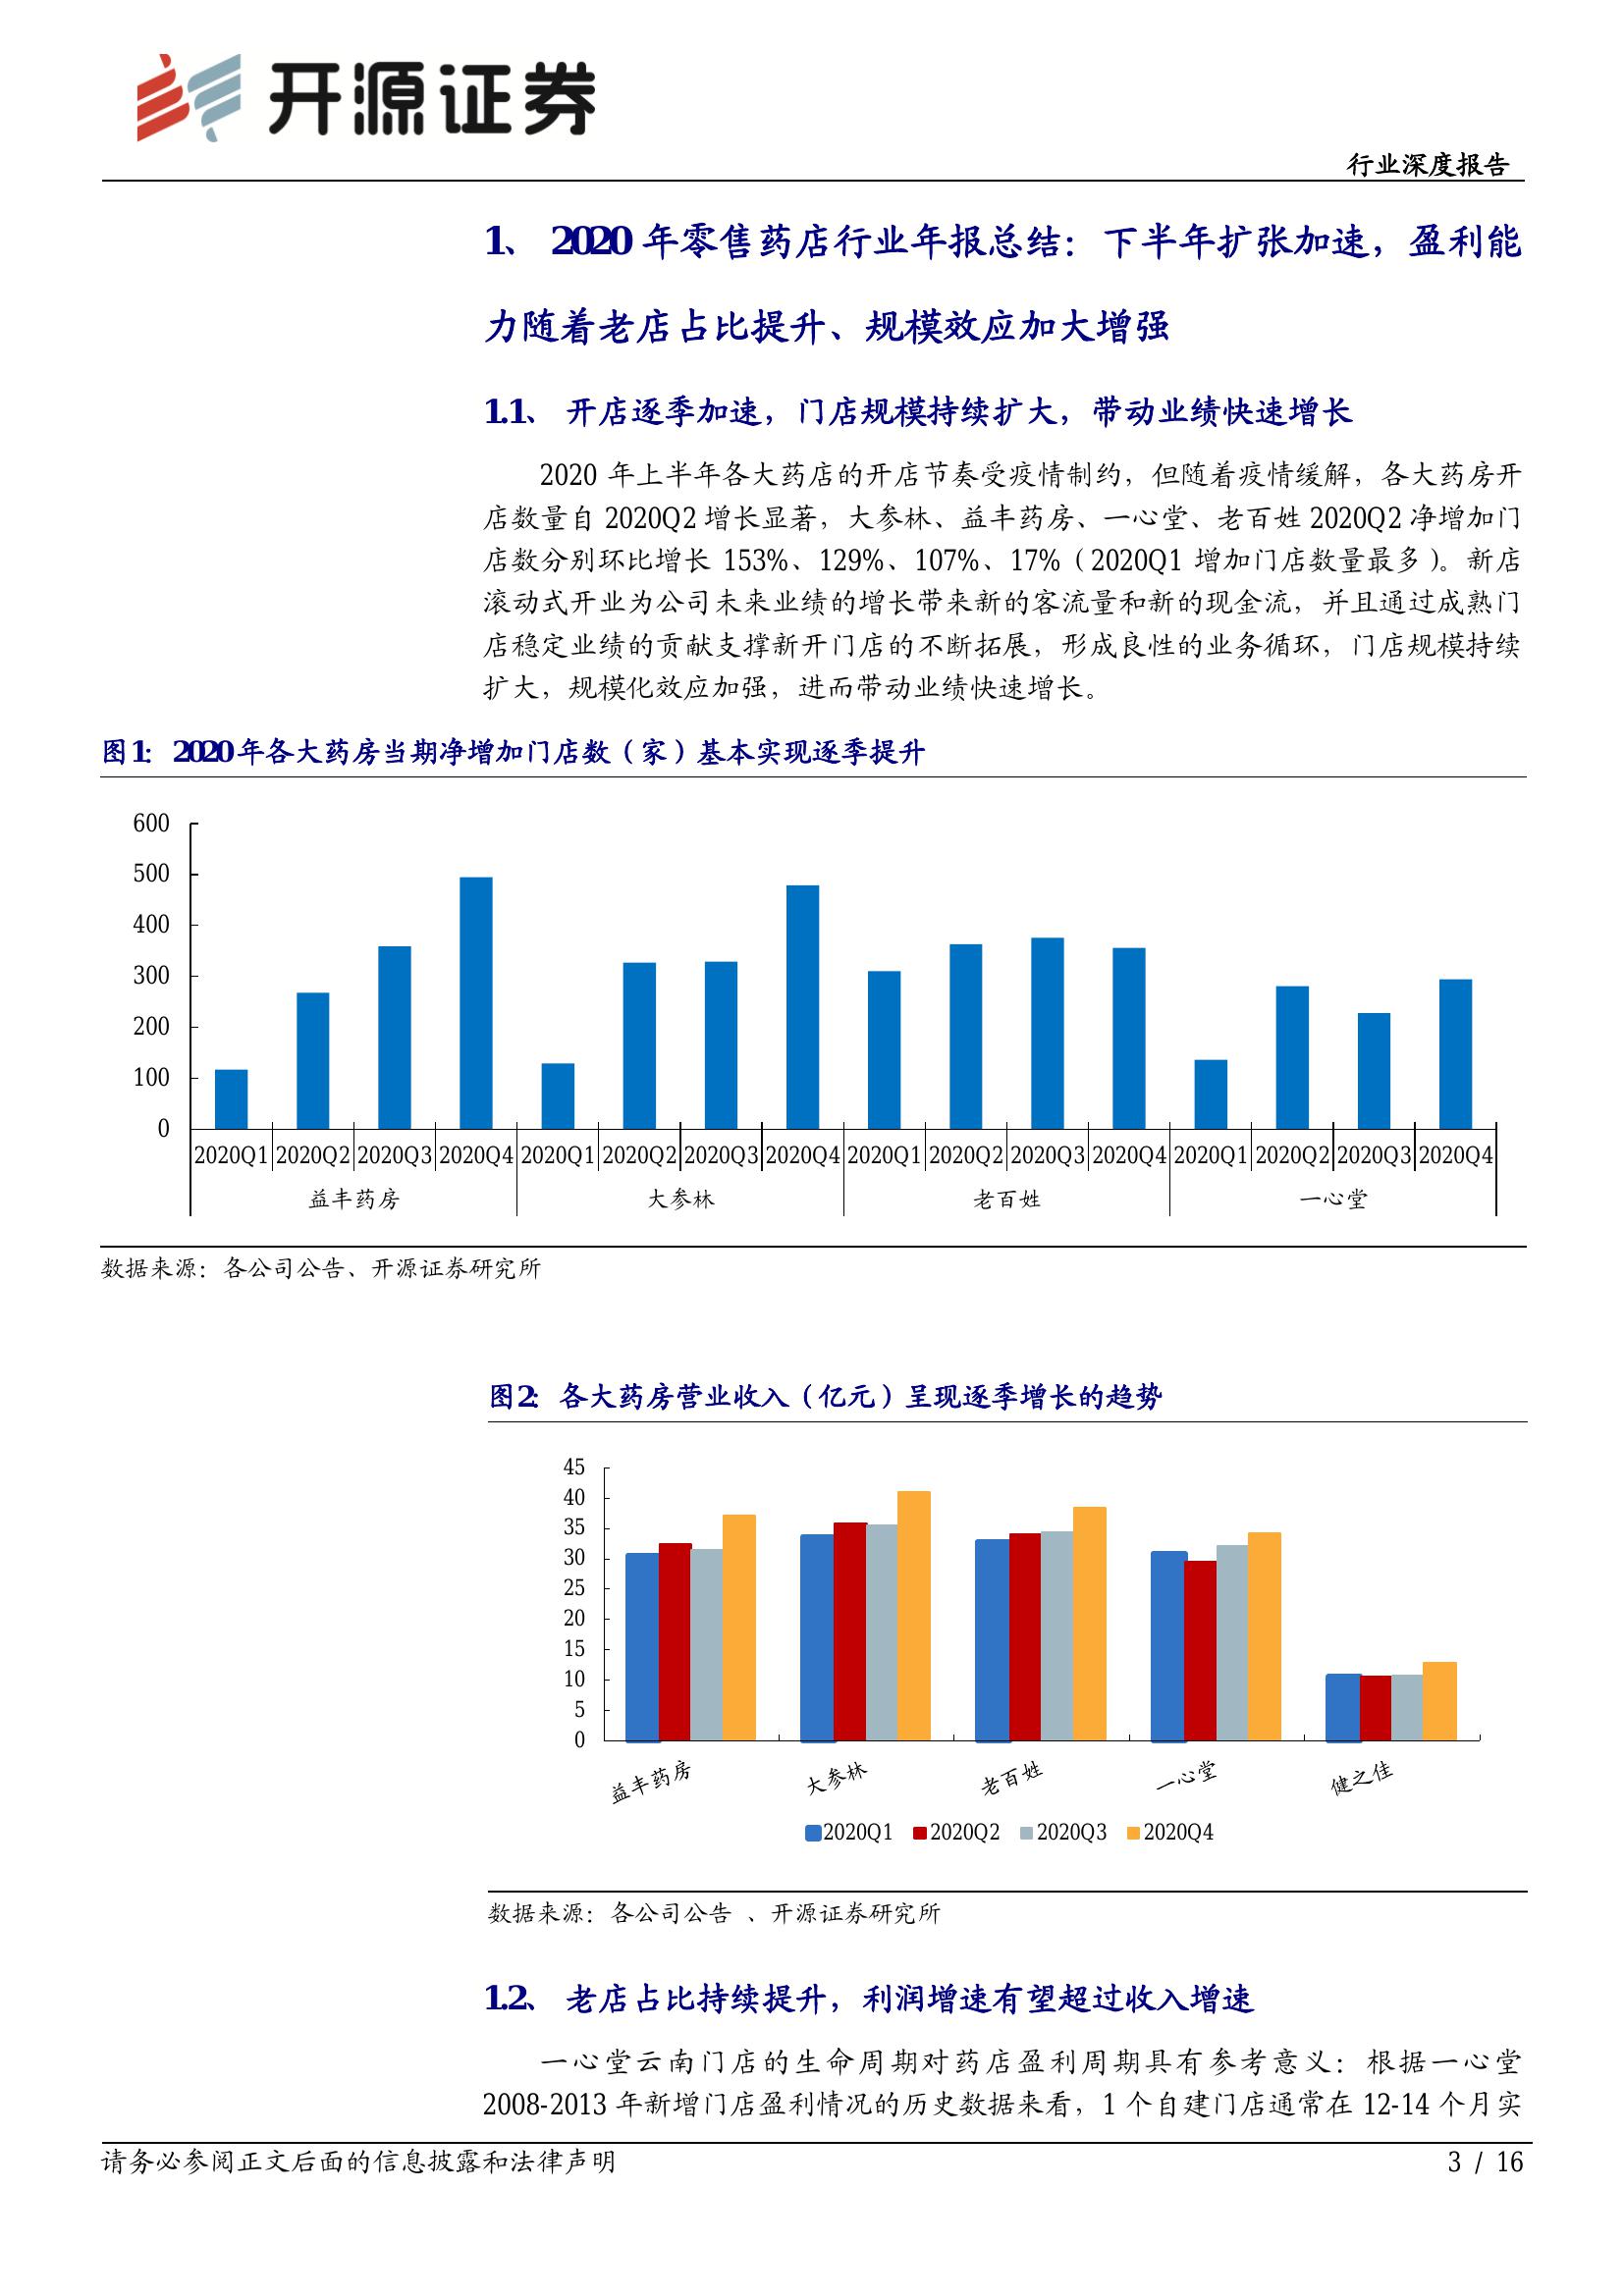 开源证券
行业深度报告
1、 2020 年零售药店行业年报总结：下半年扩张加速，盈利能
力随着老店占比提升、规模效应加大增强
1.1、 开店逐季加速，门店规模持续扩大，带动业绩快速增长
2020 年上半年各大药店的开店节奏受疫情制约，但随着疫情缓解，各大药房开
店数量自 2020Q2 增长显著，大参林、益丰药房、一心堂、老百姓 2020Q2 净增加门
店数分别环比增长 153%、129%、107%、17%（2020Q1 增加门店数量最多）。新店
滚动式开业为公司未来业绩的增长带来新的客流量和新的现金流，并且通过成熟门
店稳定业绩的贡献支撑新开门店的不断拓展，形成良性的业务循环，门店规模持续
扩大，规模化效应加强，进而带动业绩快速增长。
图1：2020年各大药房当期净增加门店数（家）基本实现逐季提升
600
500
400
300
200
100
0
2020Q1 2020Q2 2020Q3 2020Q4 2020Q1 2020Q2 2020Q3 2020Q4 2020Q1 2020Q2 2020Q3 2020Q4 2020Q1 2020Q2 2020Q3 2020Q4
益丰药房 大参林 老百姓 一心堂
数据来源：各公司公告、开源证券研究所
图2：各大药房营业收入（亿元）呈现逐季增长的趋势
45
40
35
30
25
20
15
10
5
0
益丰药房 大参林 老百姓 一心堂 健之佳
2020Q1 2020Q2 2020Q3 2020Q4
数据来源：各公司公告 、开源证券研究所
1.2、 老店占比持续提升，利润增速有望超过收入增速
一心堂云南门店的生命周期对药店盈利周期具有参考意义：根据一心堂
2008-2013 年新增门店盈利情况的历史数据来看，1 个自建门店通常在 12-14 个月实
请务必参阅正文后面的信息披露和法律声明
3 / 16